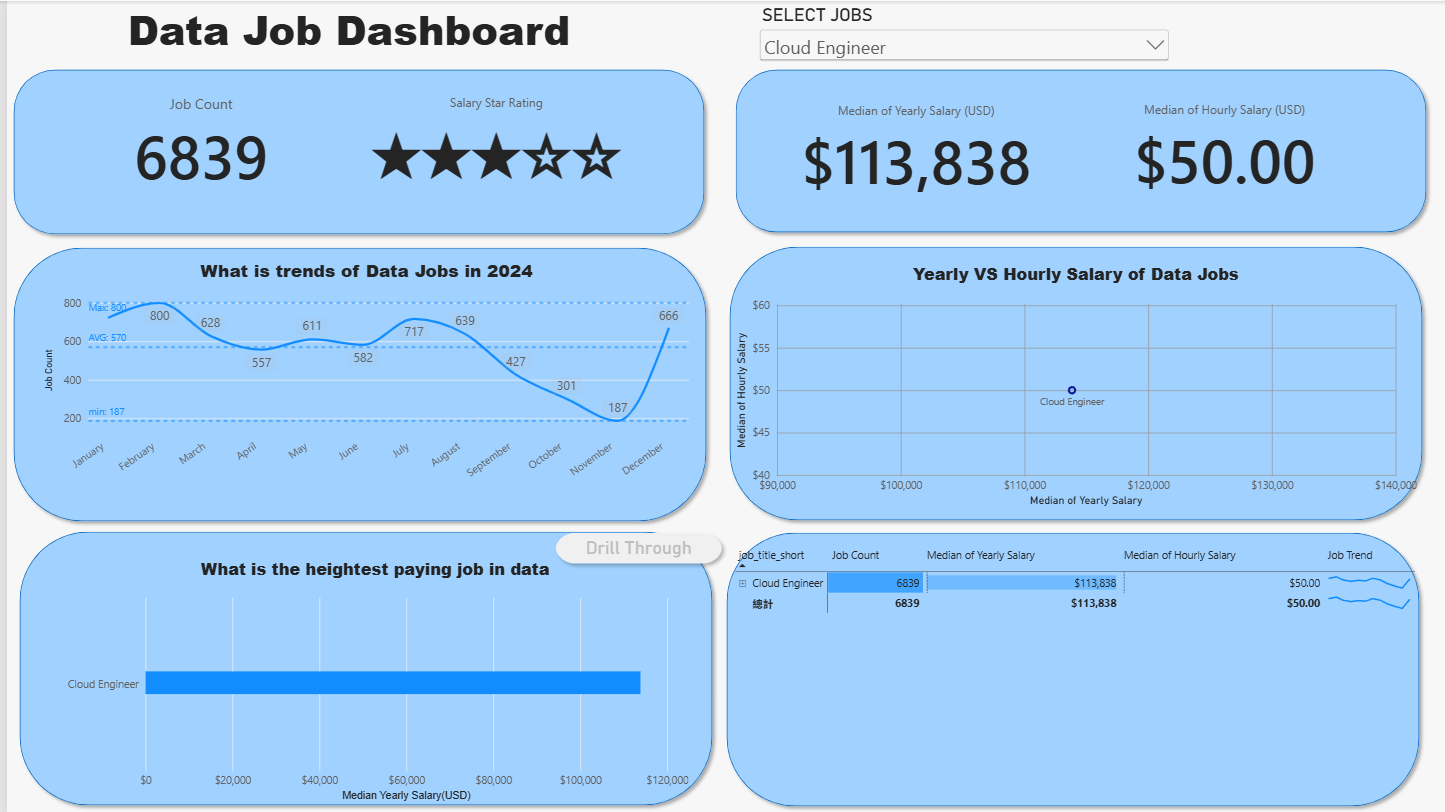 Data Job Dashboard
SELECT JOBS
Cloud Engineer
Job Count
6839
Salary Star Rating
★★★☆☆
Median of Yearly Salary (USD)
$113,838
Median of Hourly Salary (USD)
$50.00
What is trends of Data Jobs in 2024
Job Count
800
600
400
200
Max: 800
AVG: 570
min: 187
800
628
557
611
582
717
639
427
301
187
666
January
February
March
April
May
June
July
August
September
October
November
December
Yearly VS Hourly Salary of Data Jobs
Median of Hourly Salary
$60
$55
$50
$45
$40
Cloud Engineer
$90,000
$100,000
$110,000
$120,000
$130,000
$140,000
Median of Yearly Salary
Drill Through
What is the heightest paying job in data
Cloud Engineer
$0
$20,000
$40,000
$60,000
$80,000
$100,000
$120,000
Median Yearly Salary(USD)
job_title_short Job Count Median of Yearly Salary Median of Hourly Salary Job Trend
Cloud Engineer 6839 $113,838 $50.00
總計 6839 $113,838 $50.00